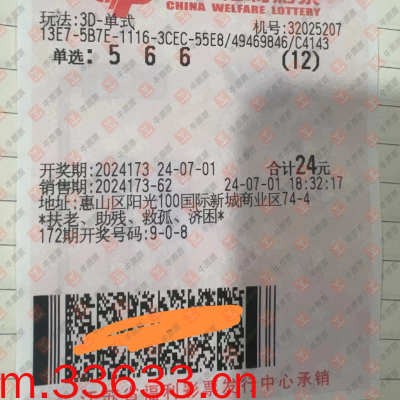 CHINA WELFARE LOTTERY
玩法:3D-单式
机号:32025207
13E7-5B7E-1116-3CEC-55E8/49469846/C4143
单选: 5 6 6 (12)
开奖期:2024173 24-07-01 合计24元
销售期:2024173-62 24-07-01 18:32:17
地址:惠山区阳光100国际新城商业区74-4
*扶老、助残、救孤、济困*
172期开奖号码:9-0-8
m.33633.cn
发行中心承销